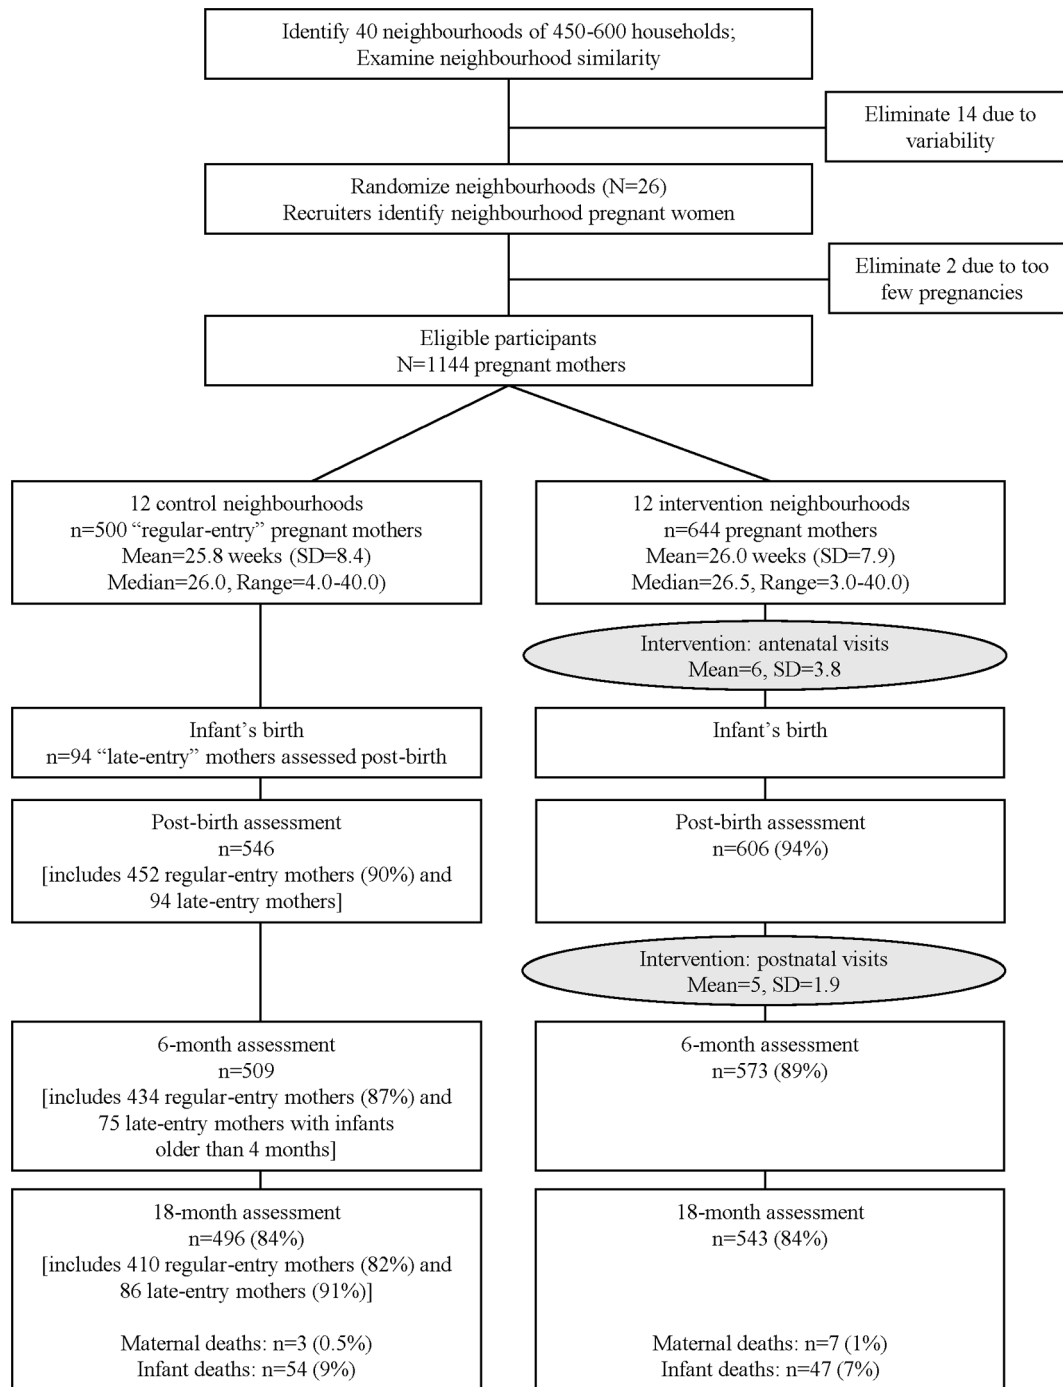 Identify 40 neighbourhoods of 450-600 households;
Examine neighbourhood similarity
Eliminate 14 due to
variability
Randomize neighbourhoods (N=26)
Recruiters identify neighbourhood pregnant women
Eliminate 2 due to too
few pregnancies
Eligible participants
N=1144 pregnant mothers
12 control neighbourhoods
n=500 “regular-entry” pregnant mothers
Mean=25.8 weeks (SD=8.4)
Median=26.0, Range=4.0-40.0)
12 intervention neighbourhoods
n=644 pregnant mothers
Mean=26.0 weeks (SD=7.9)
Median=26.5, Range=3.0-40.0)
Intervention: antenatal visits
Mean=6, SD=3.8
Infant’s birth
n=94 “late-entry” mothers assessed post-birth
Infant’s birth
Post-birth assessment
n=546
[includes 452 regular-entry mothers (90%) and
94 late-entry mothers]
Post-birth assessment
n=606 (94%)
Intervention: postnatal visits
Mean=5, SD=1.9
6-month assessment
n=509
[includes 434 regular-entry mothers (87%) and
75 late-entry mothers with infants
older than 4 months]
6-month assessment
n=573 (89%)
18-month assessment
n=496 (84%)
[includes 410 regular-entry mothers (82%) and
86 late-entry mothers (91%)]
Maternal deaths: n=3 (0.5%)
Infant deaths: n=54 (9%)
18-month assessment
n=543 (84%)
Maternal deaths: n=7 (1%)
Infant deaths: n=47 (7%)